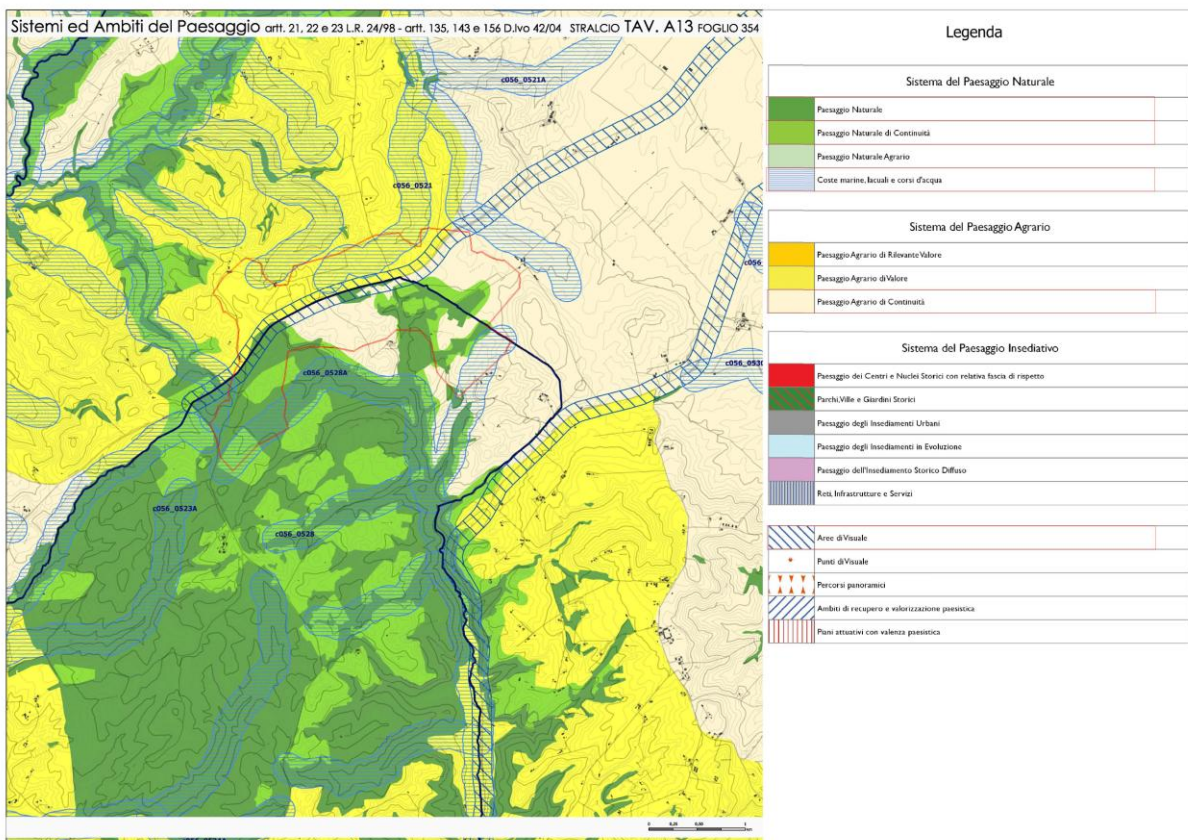 Sistemi ed Ambiti del Paesaggio artt. 21, 22 e 23 L.R. 24/98 - artt. 135, 143 e 156 D.lvo 42/04 STRALCIO TAV. A13 FOGLIO 354
c056_0521A
c056_0521
c056_0528A
c056_0523A
c056_0528
Legenda
Sistema del Paesaggio Naturale
Paesaggio Naturale
Paesaggio Naturale di Continuità
Paesaggio Naturale Agrario
Coste marine, lacuali e corsi d'acqua
Sistema del Paesaggio Agrario
Paesaggio Agrario di Rilevante Valore
Paesaggio Agrario di Valore
Paesaggio Agrario di Continuità
Sistema del Paesaggio Insediativo
Paesaggio dei Centri e Nuclei Storici con relativa fascia di rispetto
Parchi, Ville e Giardini Storici
Paesaggio degli Insediamenti Urbani
Paesaggio degli Insediamenti in Evoluzione
Paesaggio dell'Insediamento Storico Diffuso
Reti, Infrastrutture e Servizi
Aree di Visuale
Punti di Visuale
Percorsi panoramici
Ambiti di recupero e valorizzazione paesistica
Piani attuativi con valenza paesistica